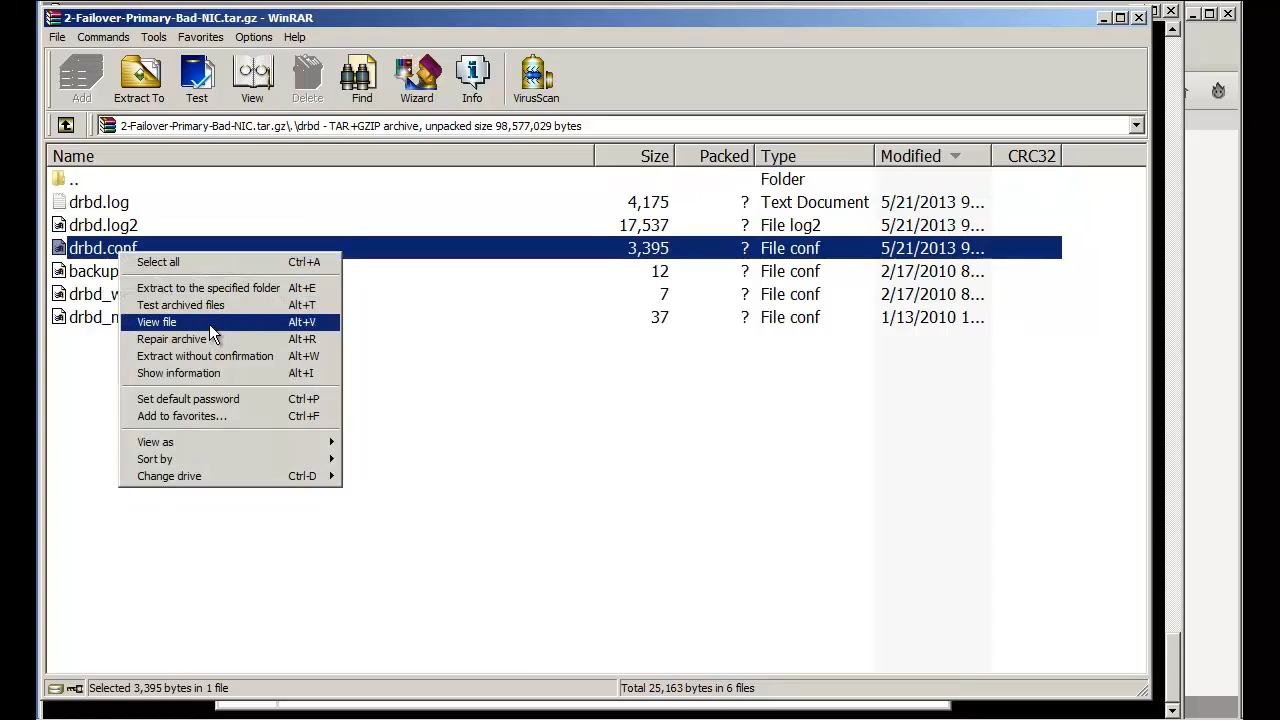 2-Failover-Primary-Bad-NIC.tar.gz - WinRAR
File Commands Tools Favorites Options Help
Add Extract To Test View Delete Find Wizard Info VirusScan
2-Failover-Primary-Bad-NIC.tar.gz\.\drbd - TAR+GZIP archive, unpacked size 98,577,029 bytes
Name Size Packed Type Modified CRC32
.. Folder
drbd.log 4,175 ? Text Document 5/21/2013 9...
drbd.log2 17,537 ? File log2 5/21/2013 9...
drbd.conf 3,395 ? File conf 5/21/2013 9...
backup 12 ? File conf 2/17/2010 8...
drbd_ 7 ? File conf 2/17/2010 8...
drbd_ 37 ? File conf 1/13/2010 1...
Select all Ctrl+A
Extract to the specified folder Alt+E
Test archived files Alt+T
View file Alt+V
Repair archive Alt+R
Extract without confirmation Alt+W
Show information Alt+I
Set default password Ctrl+P
Add to favorites... Ctrl+F
View as
Sort by
Change drive Ctrl-D
Selected 3,395 bytes in 1 file
Total 25,163 bytes in 6 files